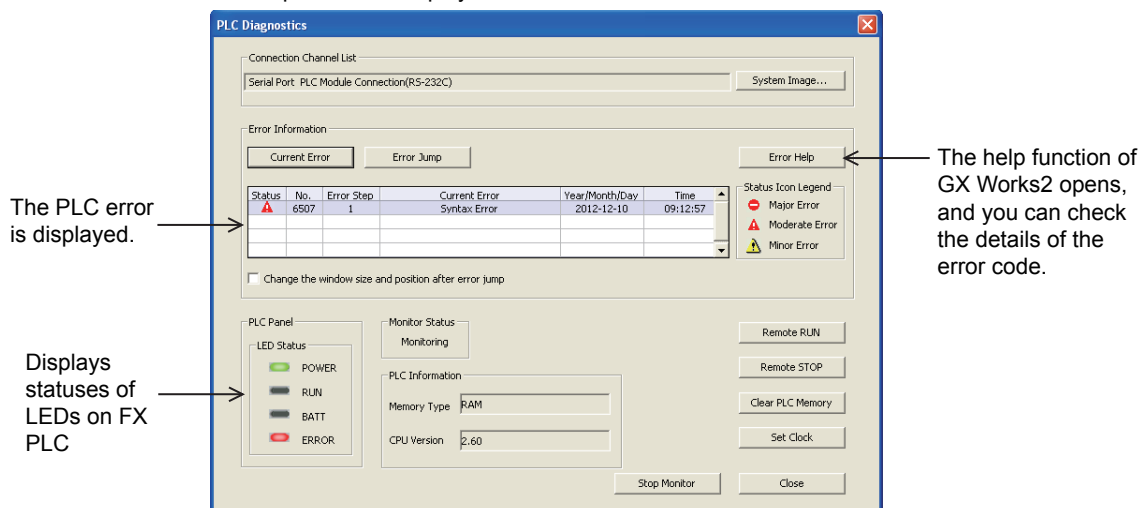 PLC Diagnostics
Connection Channel List
Serial Port PLC Module Connection(RS-232C)
System Image...
Error Information
Current Error
Error Jump
Error Help
Status No. Error Step Current Error Year/Month/Day Time
6507 1 Syntax Error 2012-12-10 09:12:57
Status Icon Legend
Major Error
Moderate Error
Minor Error
Change the window size and position after error jump
The PLC error
is displayed.
The help function of
GX Works2 opens,
and you can check
the details of the
error code.
PLC Panel
LED Status
POWER
RUN
BATT
ERROR
Displays
statuses of
LEDs on FX
PLC
Monitor Status
Monitoring
PLC Information
Memory Type RAM
CPU Version 2.60
Remote RUN
Remote STOP
Clear PLC Memory
Set Clock
Stop Monitor
Close